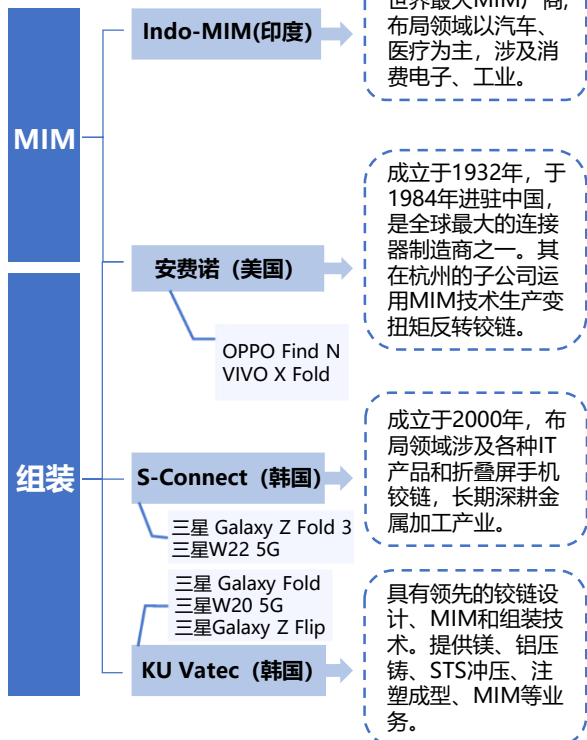 MIM
组装
Indo-MIM(印度)
世界最大MIM厂商,
布局领域以汽车、
医疗为主，涉及消
费电子、工业。
安费诺（美国）
成立于1932年，于
1984年进驻中国，
是全球最大的连接
器制造商之一。其
在杭州的子公司运
用MIM技术生产变
扭矩反转铰链。
OPPO Find N
VIVO X Fold
S-Connect（韩国）
成立于2000年，布
局领域涉及各种IT
产品和折叠屏手机
铰链，长期深耕金
属加工产业。
三星 Galaxy Z Fold 3
三星W22 5G
三星 Galaxy Fold
三星W20 5G
三星Galaxy Z Flip
KU Vatec（韩国）
具有领先的铰链设
计、MIM和组装技
术。提供镁、铝压
铸、STS冲压、注
塑成型、MIM等业
务。